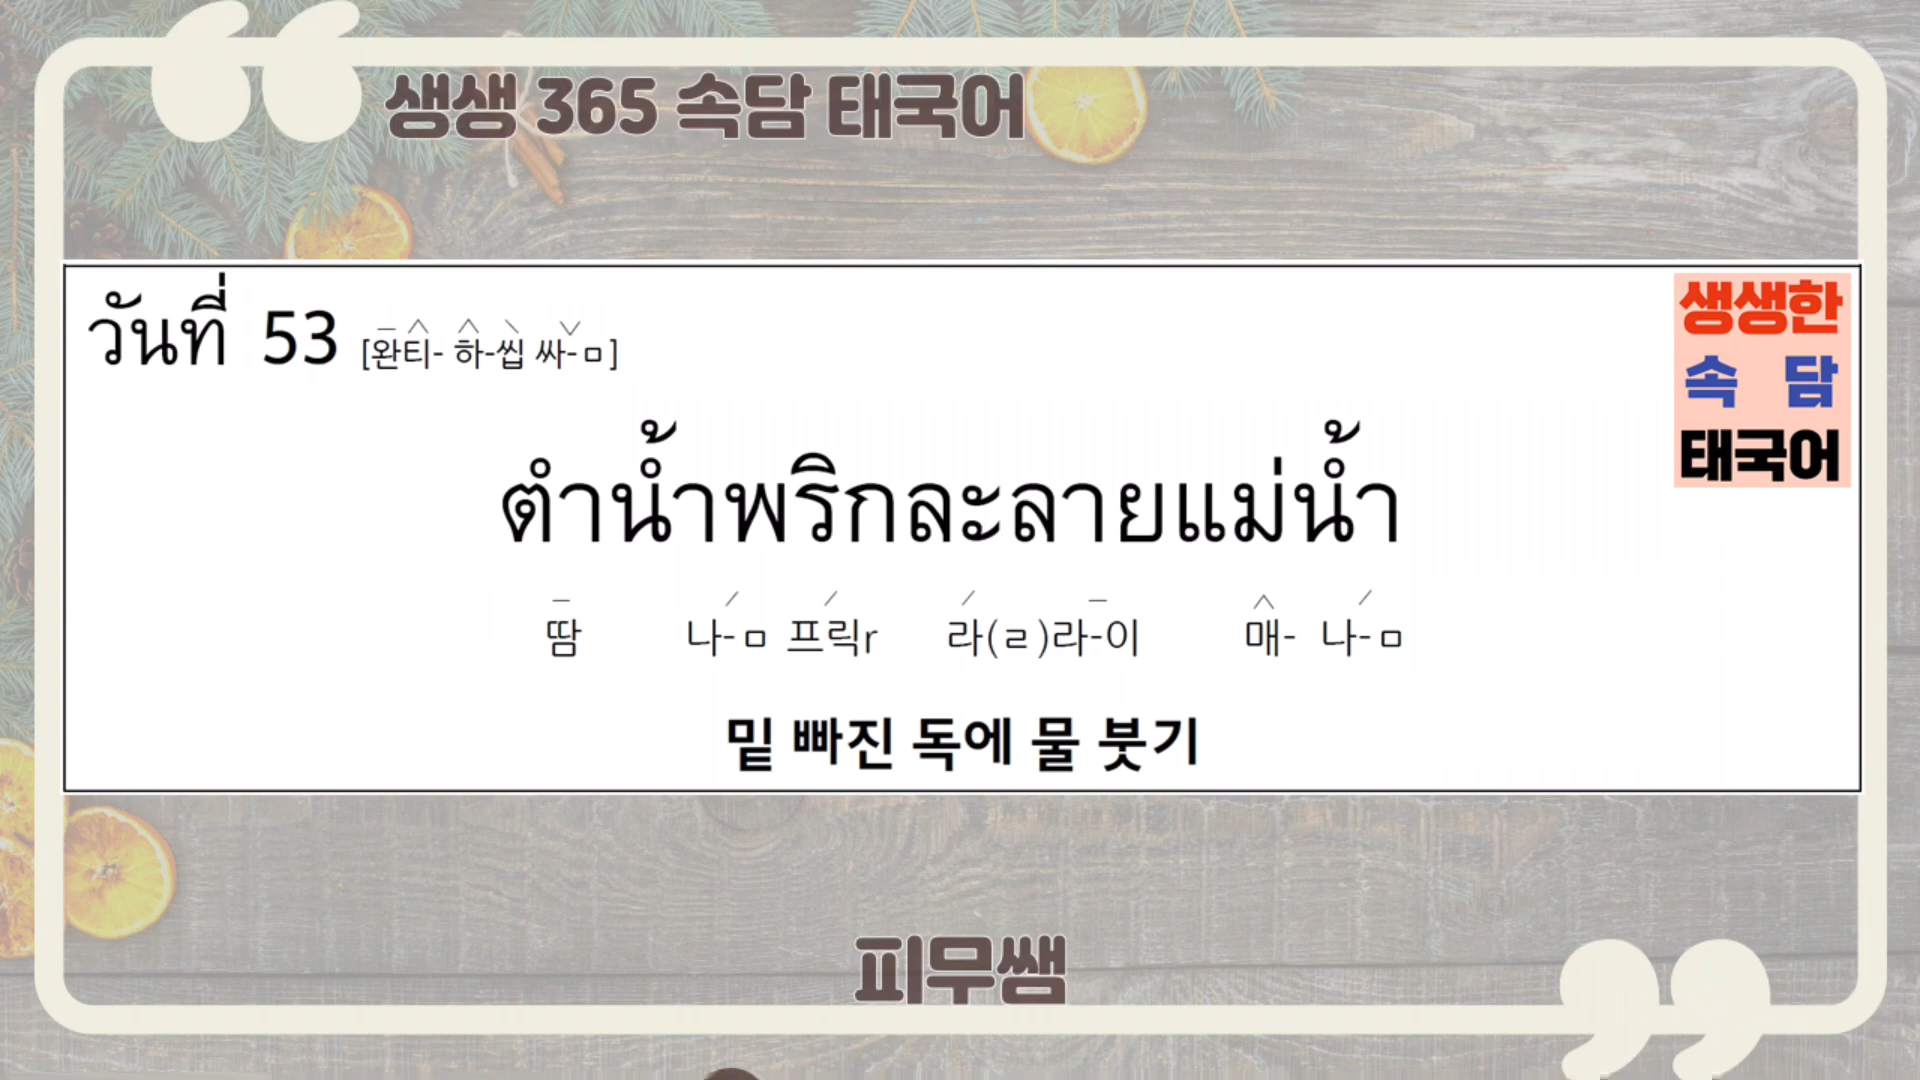 생생 365 속담 태국어
วันที่ 53 [완티- 하-씹 싸-ㅁ]
생생한
속 담
태국어
ตำน้ำพริกละลายแม่น้ำ
땀 나-ㅁ 프릭r 라(ㄹ)라-이 매- 나-ㅁ
밑 빠진 독에 물 붓기
피무쌤